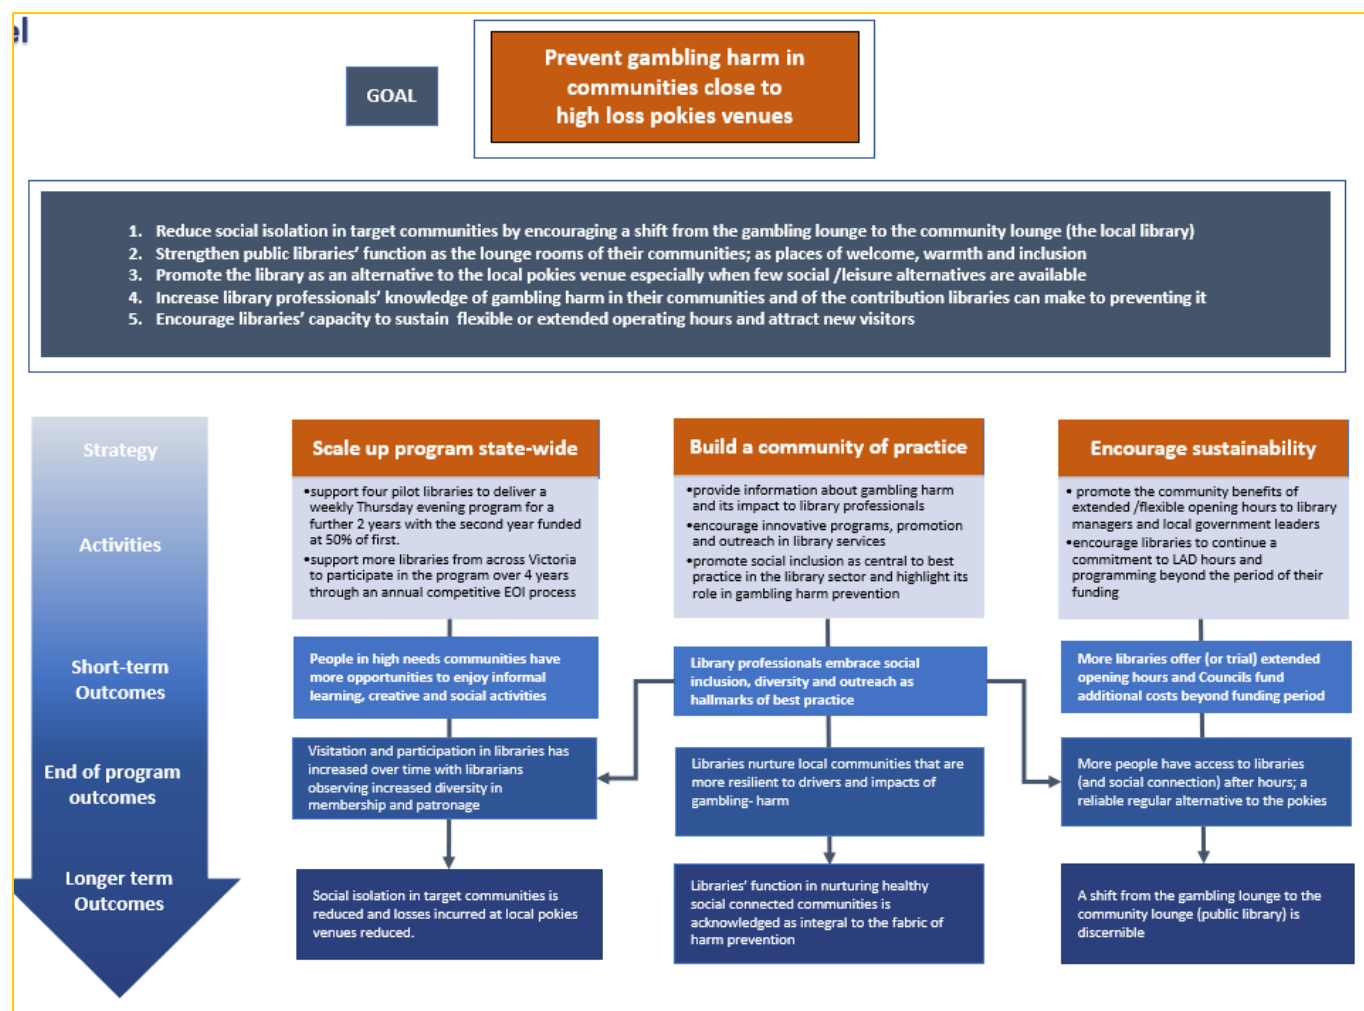 el
GOAL
Prevent gambling harm in
communities close to
high loss pokies venues
1. Reduce social isolation in target communities by encouraging a shift from the gambling lounge to the community lounge (the local library)
2. Strengthen public libraries' function as the lounge rooms of their communities; as places of welcome, warmth and inclusion
3. Promote the library as an alternative to the local pokies venue especially when few social /leisure alternatives are available
4. Increase library professionals' knowledge of gambling harm in their communities and of the contribution libraries can make to preventing it
5. Encourage libraries' capacity to sustain flexible or extended operating hours and attract new visitors
Strategy
Activities
Short-term
Outcomes
End of program
outcomes
Longer term
Outcomes
Scale up program state-wide
•support four pilot libraries to deliver a
weekly Thursday evening program for a
further 2 years with the second year funded
at 50% of first.
•support more libraries from across Victoria
to participate in the program over 4 years
through an annual competitive EOI process
People in high needs communities have
more opportunities to enjoy informal
learning, creative and social activities
Visitation and participation in libraries has
increased over time with librarians
observing increased diversity in
membership and patronage
Social isolation in target communities is
reduced and losses incurred at local pokies
venues reduced.
Build a community of practice
•provide information about gambling harm
and its impact to library professionals
•encourage innovative programs, promotion
and outreach in library services
•promote social inclusion as central to best
practice in the library sector and highlight its
role in gambling harm prevention
Library professionals embrace social
inclusion, diversity and outreach as
hallmarks of best practice
Libraries nurture local communities that are
more resilient to drivers and impacts of
gambling- harm
Libraries' function in nurturing healthy
social connected communities is
acknowledged as integral to the fabric of
harm prevention
Encourage sustainability
• promote the community benefits of
extended /flexible opening hours to library
managers and local government leaders
•encourage libraries to continue a
commitment to LAD hours and
programming beyond the period of their
funding
More libraries offer (or trial) extended
opening hours and Councils fund
additional costs beyond funding period
More people have access to libraries
(and social connection) after hours; a
reliable regular alternative to the pokies
A shift from the gambling lounge to the
community lounge (public library) is
discernible